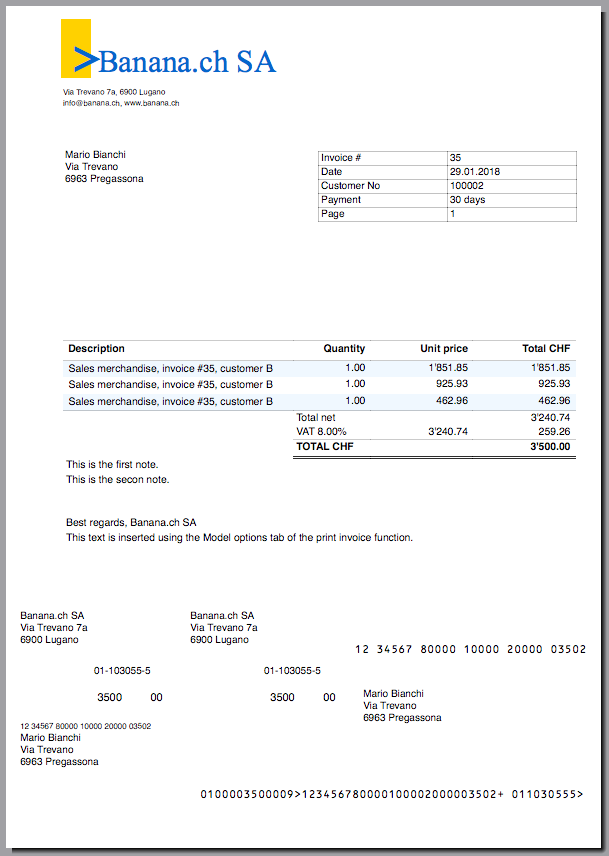 >Banana.ch SA
Via Trevano 7a, 6900 Lugano
info@banana.ch, www.banana.ch
Mario Bianchi
Via Trevano
6963 Pregassona
Invoice # 35
Date 29.01.2018
Customer No 100002
Payment 30 days
Page 1
Description Quantity Unit price Total CHF
Sales merchandise, invoice #35, customer B 1.00 1'851.85 1'851.85
Sales merchandise, invoice #35, customer B 1.00 925.93 925.93
Sales merchandise, invoice #35, customer B 1.00 462.96 462.96
Total net 3'240.74
VAT 8.00% 3'240.74 259.26
TOTAL CHF 3'500.00
This is the first note.
This is the secon note.
Best regards, Banana.ch SA
This text is inserted using the Model options tab of the print invoice function.
Banana.ch SA Banana.ch SA
Via Trevano 7a Via Trevano 7a
6900 Lugano 6900 Lugano
12 34567 80000 10000 20000 03502
01-103055-5 01-103055-5
3500 00 3500 00
Mario Bianchi
Via Trevano
6963 Pregassona
12 34567 80000 10000 20000 03502
Mario Bianchi
Via Trevano
6963 Pregassona
0100003500009>123456780000100002000003502+ 011030555>